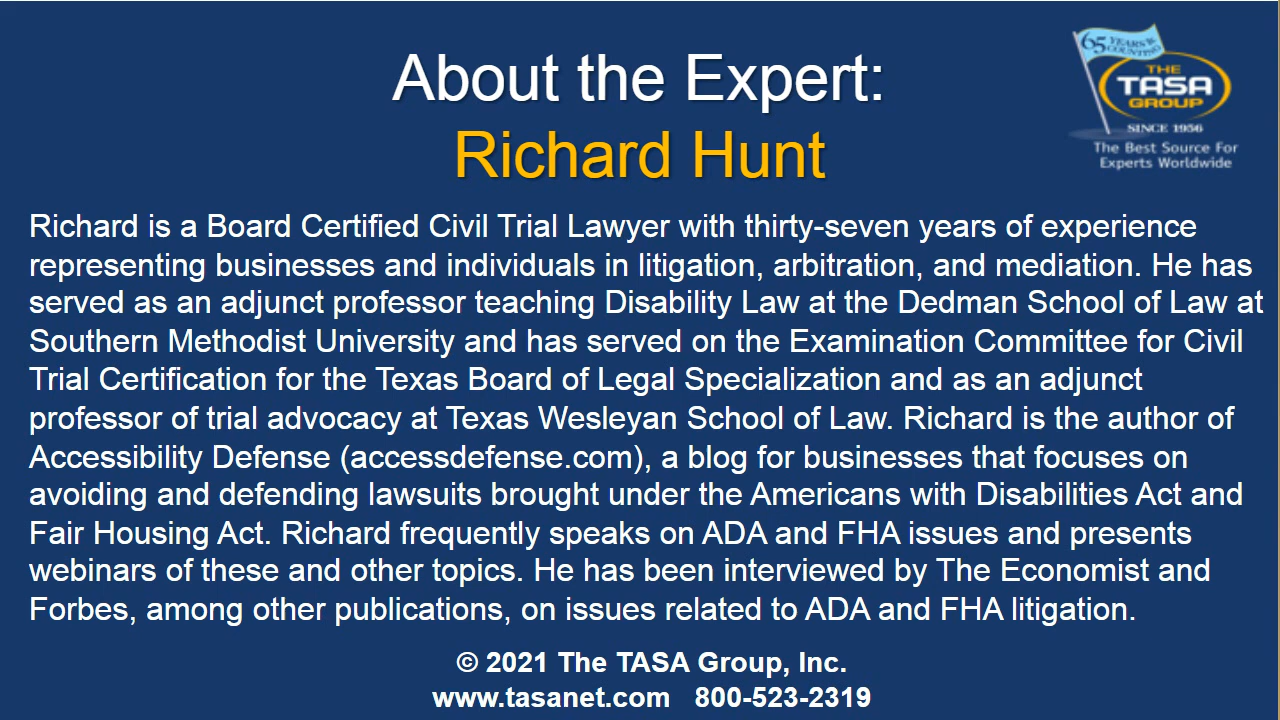 About the Expert:
Richard Hunt
65 YEARS &
COUNTING
THE
TASA
GROUP
SINCE 1956
The Best Source For
Experts Worldwide
Richard is a Board Certified Civil Trial Lawyer with thirty-seven years of experience
representing businesses and individuals in litigation, arbitration, and mediation. He has
served as an adjunct professor teaching Disability Law at the Dedman School of Law at
Southern Methodist University and has served on the Examination Committee for Civil
Trial Certification for the Texas Board of Legal Specialization and as an adjunct
professor of trial advocacy at Texas Wesleyan School of Law. Richard is the author of
Accessibility Defense (accessdefense.com), a blog for businesses that focuses on
avoiding and defending lawsuits brought under the Americans with Disabilities Act and
Fair Housing Act. Richard frequently speaks on ADA and FHA issues and presents
webinars of these and other topics. He has been interviewed by The Economist and
Forbes, among other publications, on issues related to ADA and FHA litigation.
© 2021 The TASA Group, Inc.
www.tasanet.com 800-523-2319